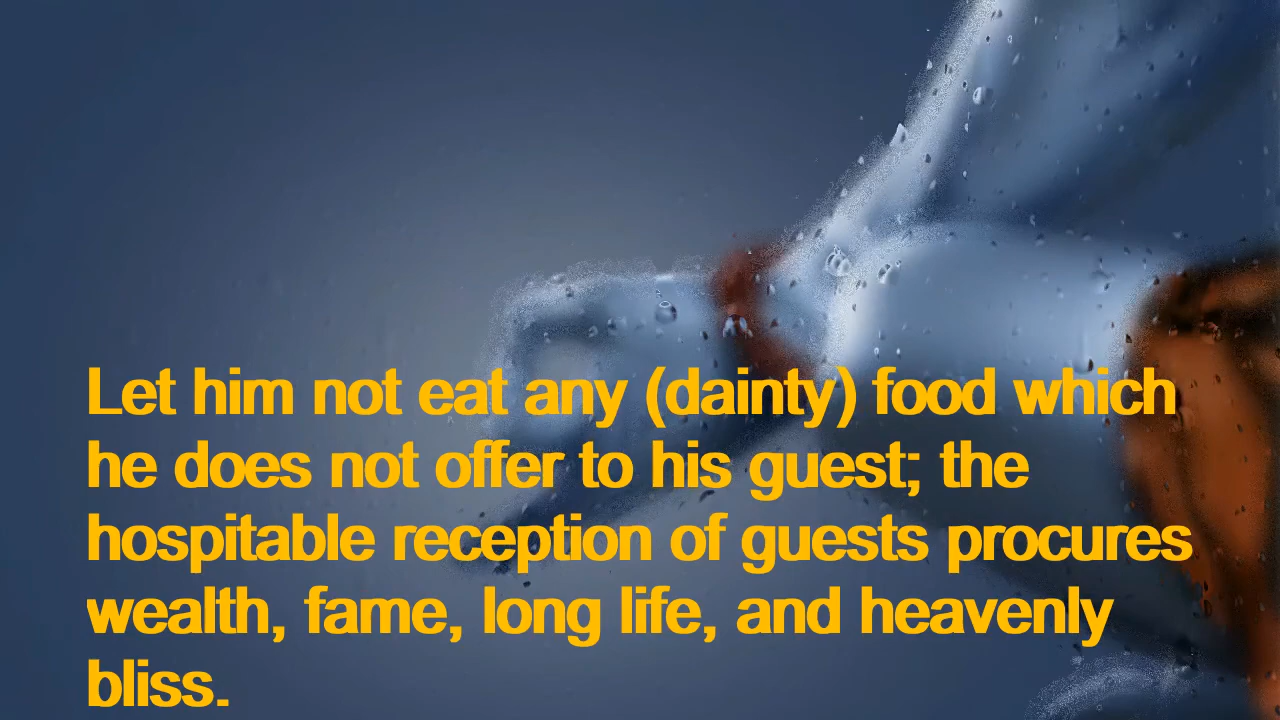 Let him not eat any (dainty) food which
he does not offer to his guest; the
hospitable reception of guests procures
wealth, fame, long life, and heavenly
bliss.